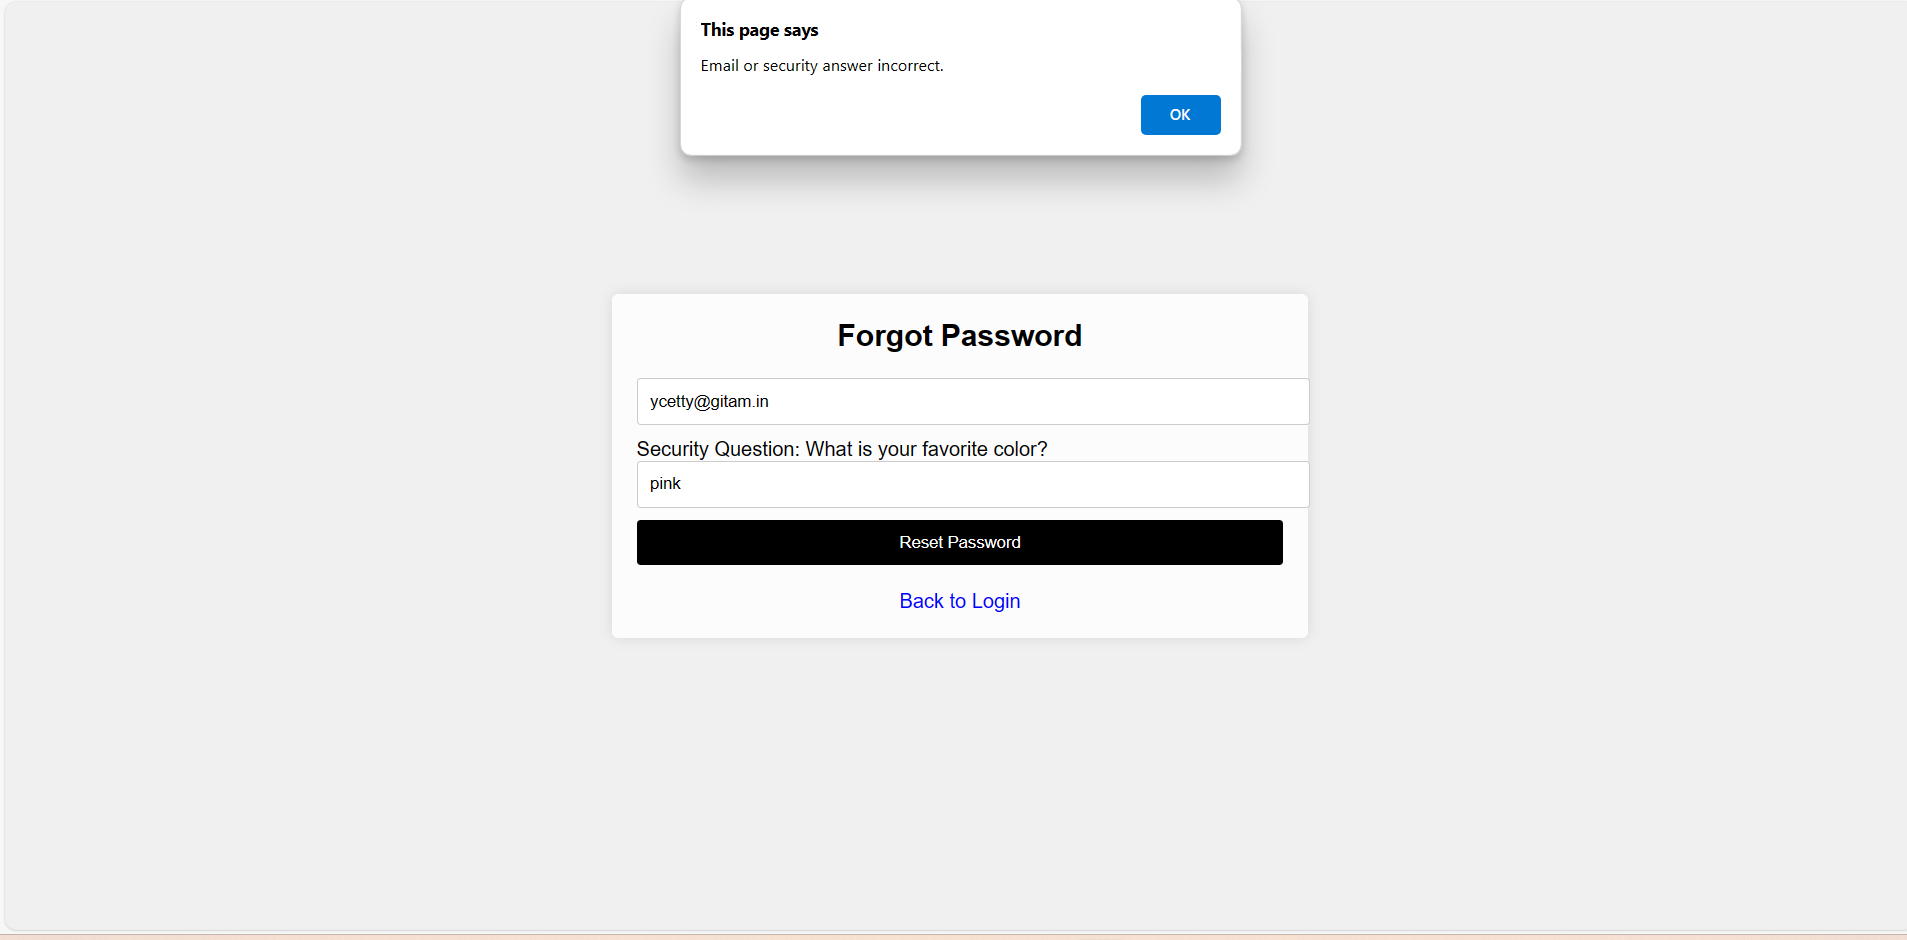 This page says
Email or security answer incorrect.
OK
Forgot Password
ycetty@gitam.in
Security Question: What is your favorite color?
pink
Reset Password
Back to Login